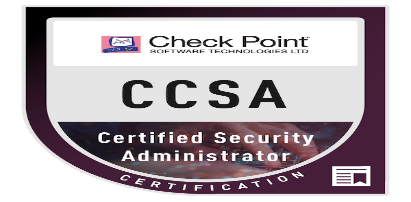 Check Point
SOFTWARE TECHNOLOGIES LTD
CCSA
Certified Security
Administrator
CERTIFICATION